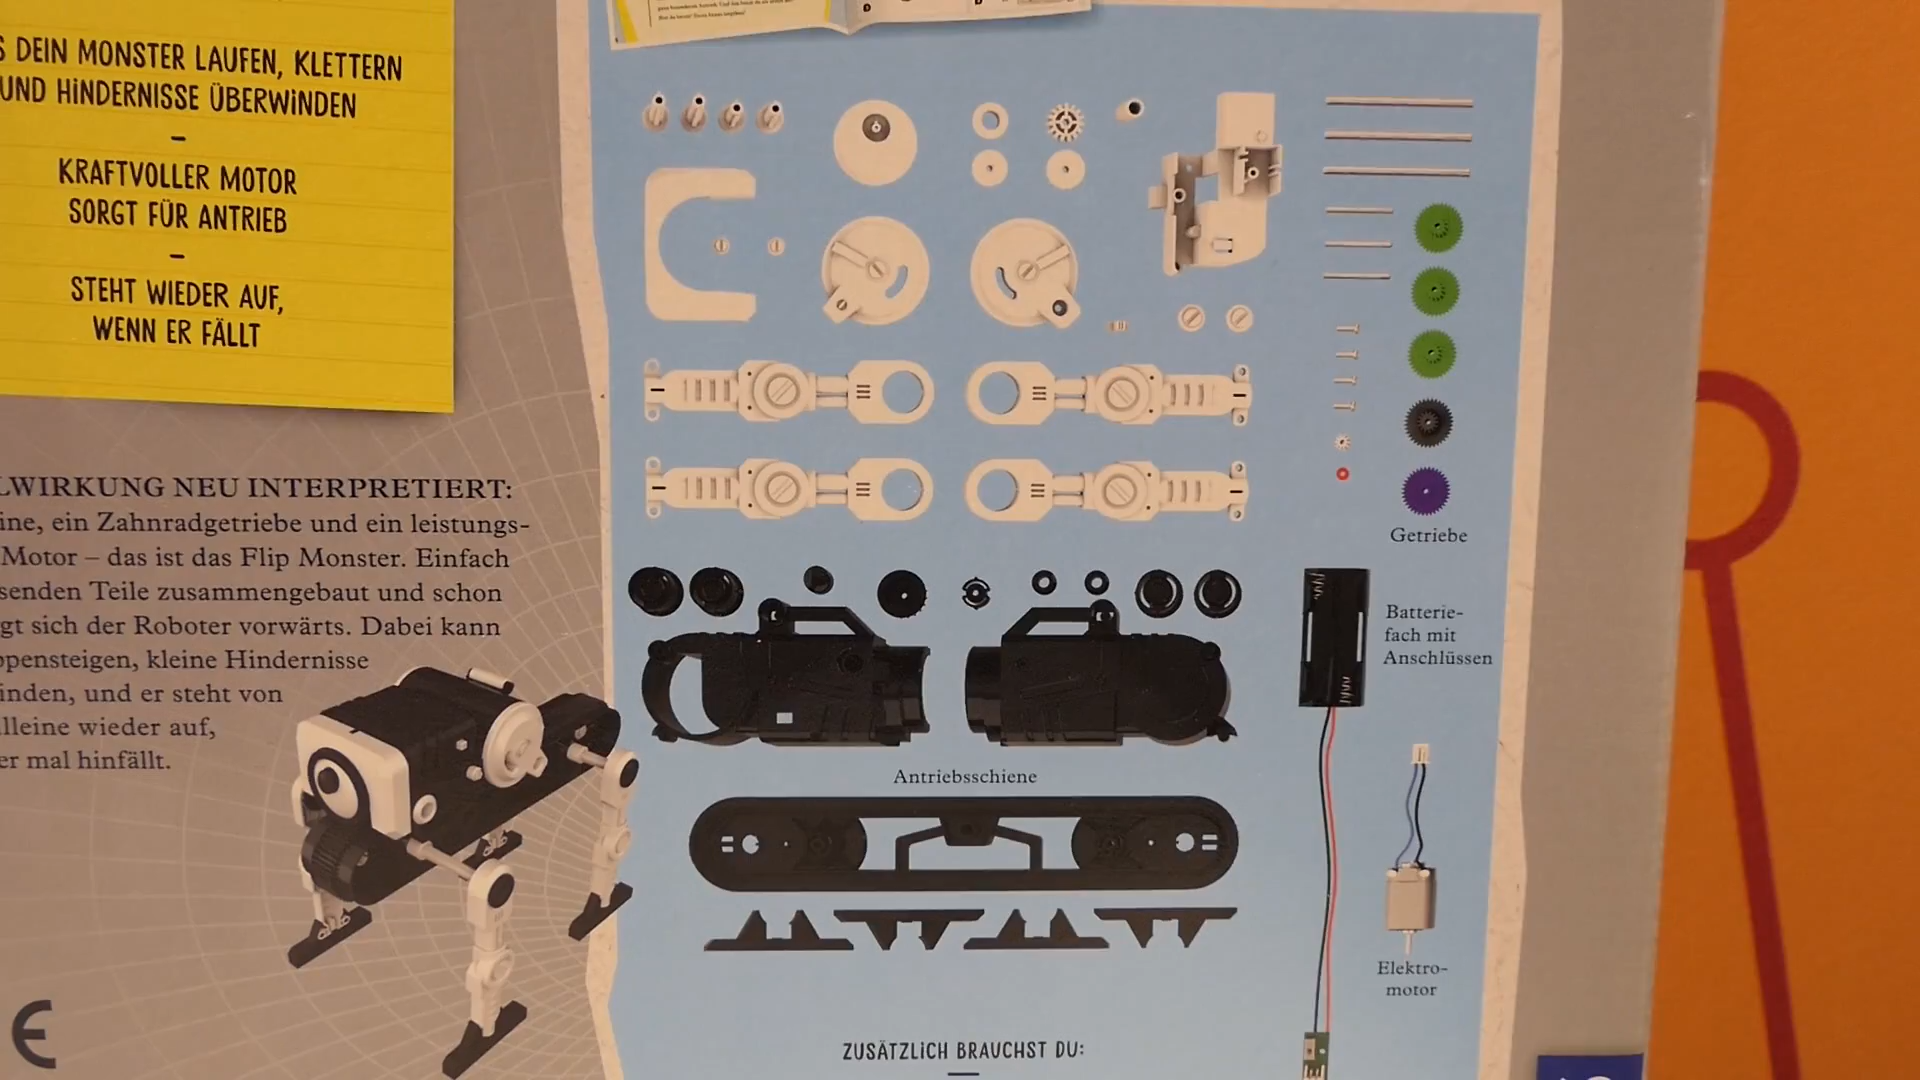 DEIN MONSTER LAUFEN, KLETTERN
UND HiNDERNISSE ÜBERWiNDEN
–
KRAFTVOLLER MOTOR
SORGT FÜR ANTRIEB
–
STEHT WIEDER AUF,
WENN ER FÄLLT
LWIRKUNG NEU INTERPRETIERT:
ine, ein Zahnradgetriebe und ein leistungs-
Motor – das ist das Flip Monster. Einfach
senden Teile zusammengebaut und schon
gt sich der Roboter vorwärts. Dabei kann
ppensteigen, kleine Hindernisse
inden, und er steht von
lleine wieder auf,
er mal hinfällt.
Getriebe
Batterie-
fach mit
Anschlüssen
Antriebsschiene
Elektro-
motor
ZUSÄTZLiCH BRAUCHST DU: